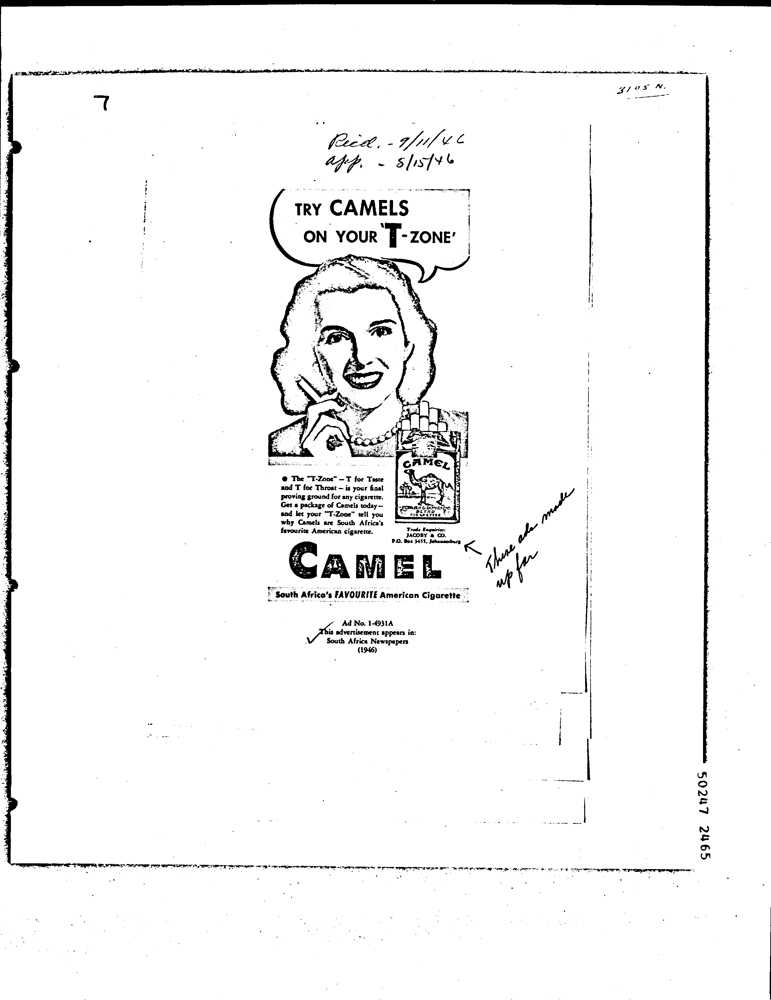 3105 N.
7
Recd. - 9/11/46
app. - 8/15/46
TRY CAMELS
ON YOUR 'T-ZONE'
CAMEL
● The "T-Zone" – T for Taste
and T for Throat – is your final
proving ground for any cigarette.
Get a package of Camels today—
and let your "T-Zone" tell you
why Camels are South Africa's
favourite American cigarette.
Trade Enquiries:
JACOBY & CO.
P.O. Box 3455, Johannesburg
These also made
up for
CAMEL
South Africa's FAVOURITE American Cigarette
Ad No. 1-4931A
This advertisement appears in:
South Africa Newspapers
(1946)
50247 2465